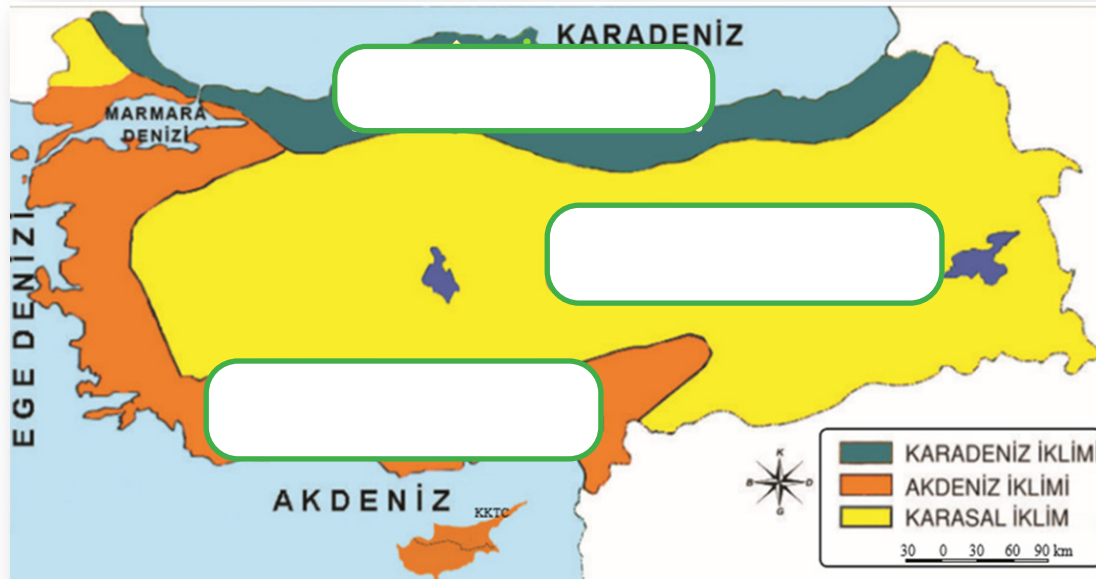 KARADENİZ
MARMARA
DENİZİ
EGE DENİZİ
AKDENİZ
KKTC
K
B
D
G
KARADENİZ İKLİMİ
AKDENİZ İKLİMİ
KARASAL İKLİM
30 0 30 60 90 km